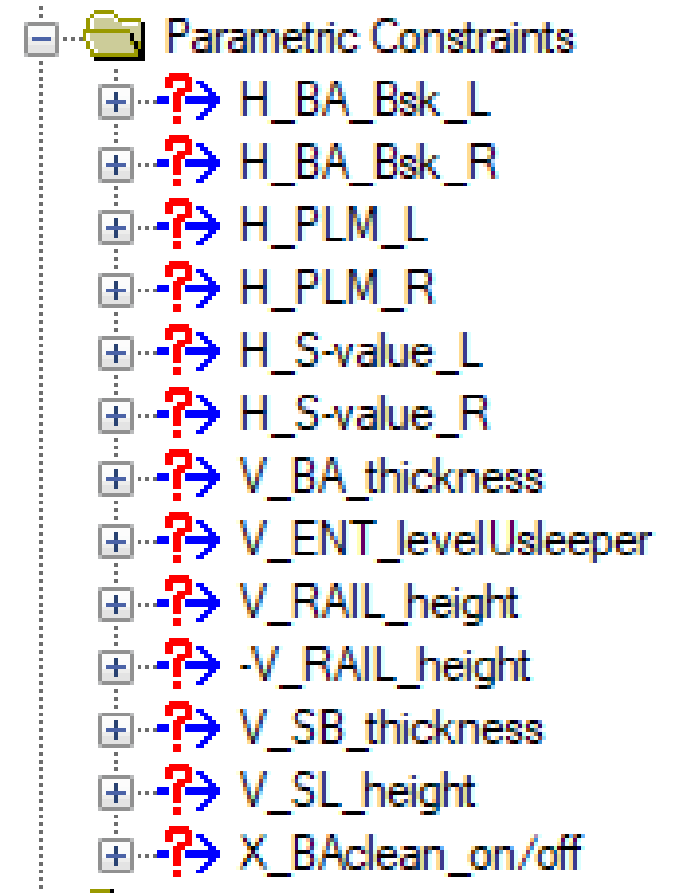 Parametric Constraints
H_BA_Bsk_L
H_BA_Bsk_R
H_PLM_L
H_PLM_R
H_S-value_L
H_S-value_R
V_BA_thickness
V_ENT_levelUsleeper
V_RAIL_height
-V_RAIL_height
V_SB_thickness
V_SL_height
X_BAclean_on/off